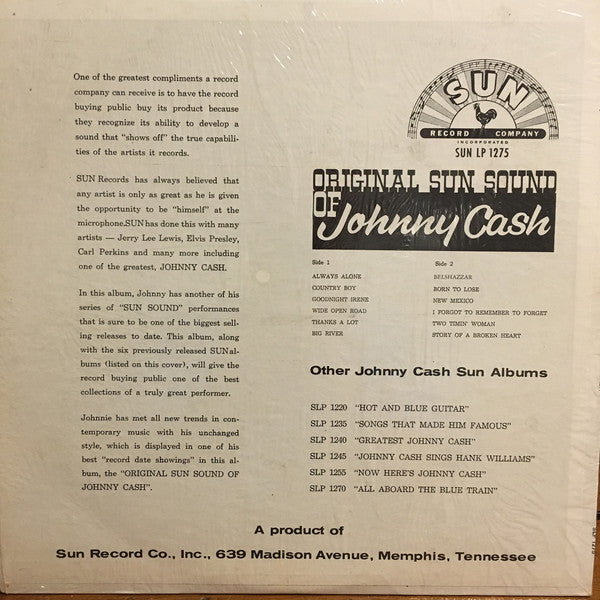 One of the greatest compliments a record
company can receive is to have the record
buying public buy its product because
they recognize its ability to develop a
sound that "shows off" the true capabili-
ties of the artists it records.
SUN Records has always believed that
any artist is only as great as he is given
the opportunity to be "himself" at the
microphone.SUN has done this with many
artists — Jerry Lee Lewis, Elvis Presley,
Carl Perkins and many more including
one of the greatest, JOHNNY CASH.
In this album, Johnny has another of his
series of "SUN SOUND" performances
that is sure to be one of the biggest sell-
ing releases to date. This album, along
with the six previously released SUN al-
bums (listed on this cover), will give the
record buying public one of the best
collections of a truly great performer.
Johnnie has met all new trends in con-
temporary music with his unchanged
style, which is displayed in one of his
best "record date showings" in this al-
bum, the "ORIGINAL SUN SOUND OF
JOHNNY CASH".
SUN
RECORD COMPANY
INCORPORATED
SUN LP 1275
ORIGINAL SUN SOUND
OF Johnny Cash
Side 1
ALWAYS ALONE
COUNTRY BOY
GOODNIGHT IRENE
WIDE OPEN ROAD
THANKS A LOT
BIG RIVER
Side 2
BELSHAZZAR
BORN TO LOSE
NEW MEXICO
I FORGOT TO REMEMBER TO FORGET
TWO TIMIN' WOMAN
STORY OF A BROKEN HEART
Other Johnny Cash Sun Albums
SLP 1220 "HOT AND BLUE GUITAR"
SLP 1235 "SONGS THAT MADE HIM FAMOUS"
SLP 1240 "GREATEST JOHNNY CASH"
SLP 1245 "JOHNNY CASH SINGS HANK WILLIAMS"
SLP 1255 "NOW HERE'S JOHNNY CASH"
SLP 1270 "ALL ABOARD THE BLUE TRAIN"
A product of
Sun Record Co., Inc., 639 Madison Avenue, Memphis, Tennessee